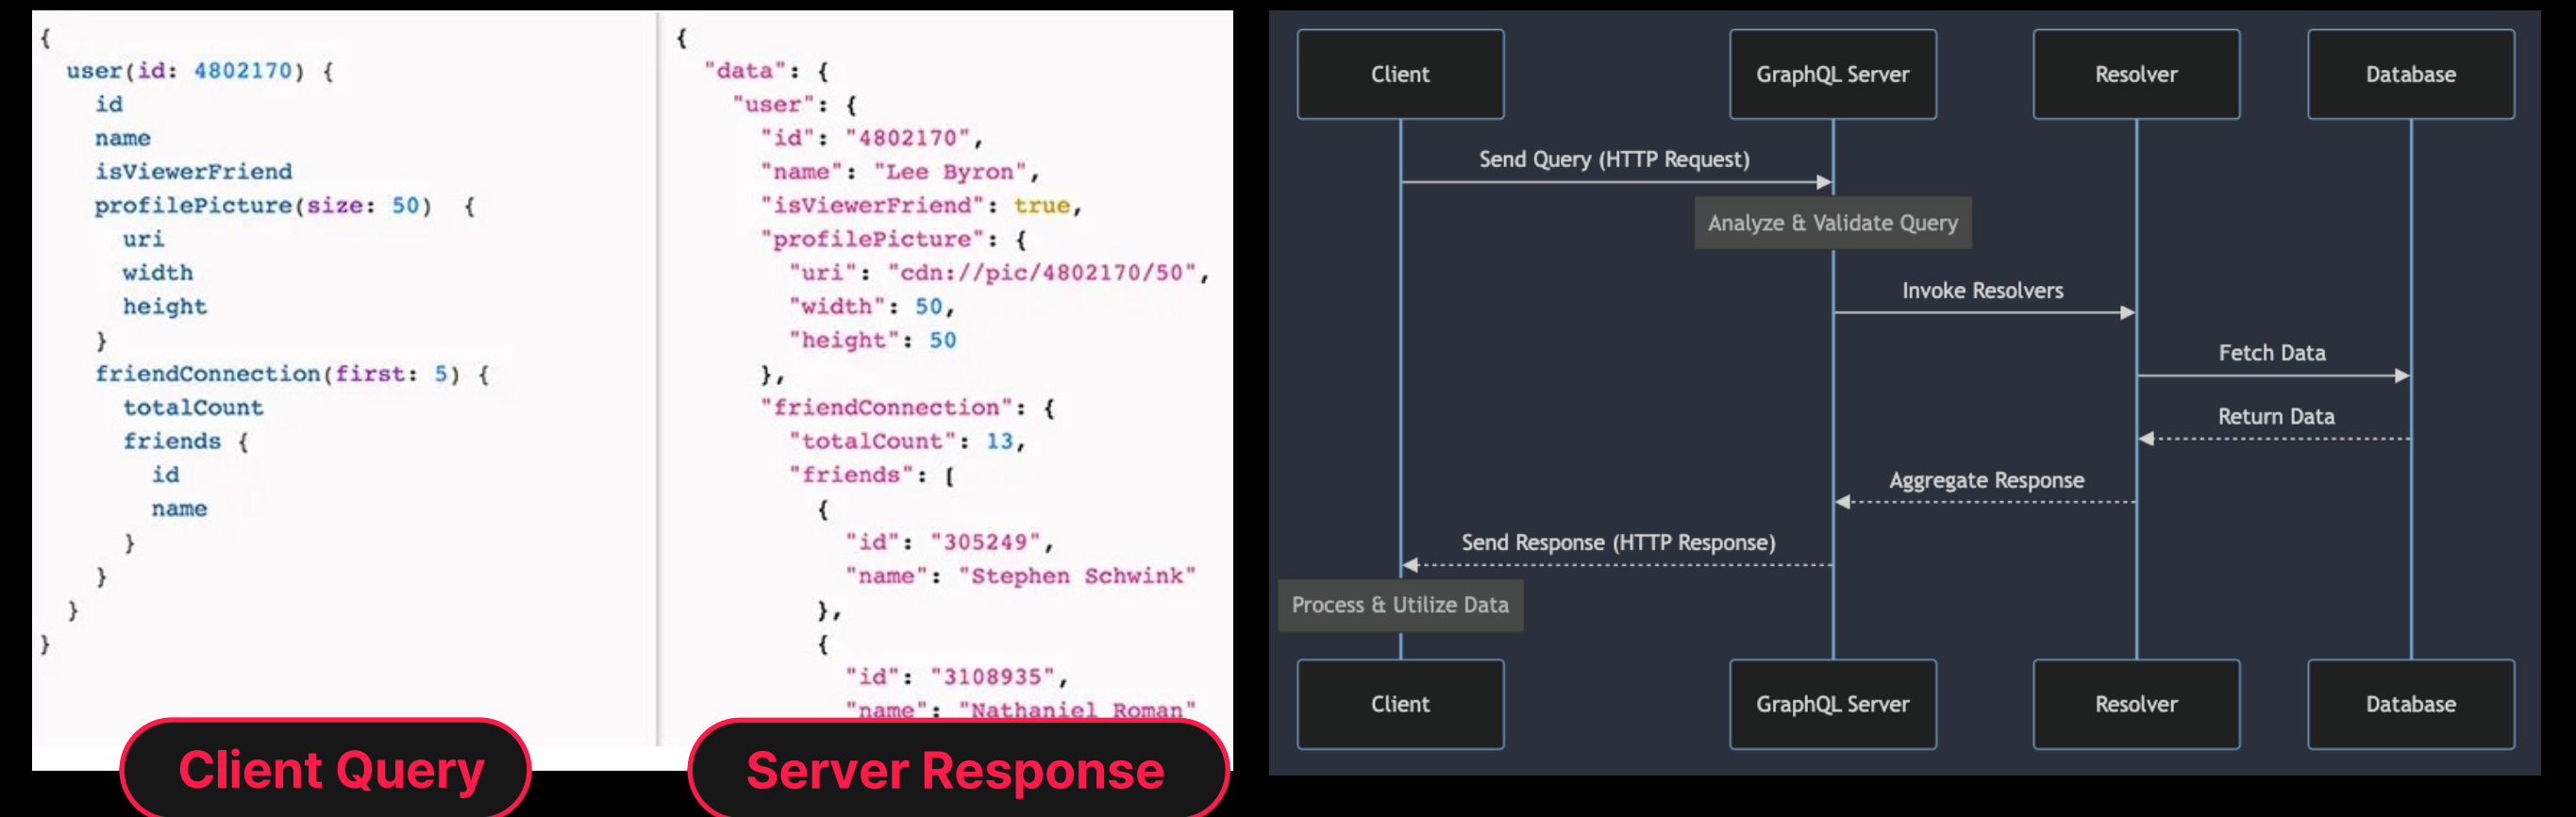 {
user(id: 4802170) {
id
name
isViewerFriend
profilePicture(size: 50)  {
uri
width
height
}
friendConnection(first: 5) {
totalCount
friends {
id
name
}
}
}
}
Client Query
{
"data": {
"user": {
"id": "4802170",
"name": "Lee Byron",
"isViewerFriend": true,
"profilePicture": {
"uri": "cdn://pic/4802170/50",
"width": 50,
"height": 50
},
"friendConnection": {
"totalCount": 13,
"friends": [
{
"id": "305249",
"name": "Stephen Schwink"
},
{
"id": "3108935",
"name": "Nathaniel Roman"
Server Response
Client
GraphQL Server
Resolver
Database
Send Query (HTTP Request)
Analyze & Validate Query
Invoke Resolvers
Fetch Data
Return Data
Aggregate Response
Send Response (HTTP Response)
Process & Utilize Data
Client
GraphQL Server
Resolver
Database